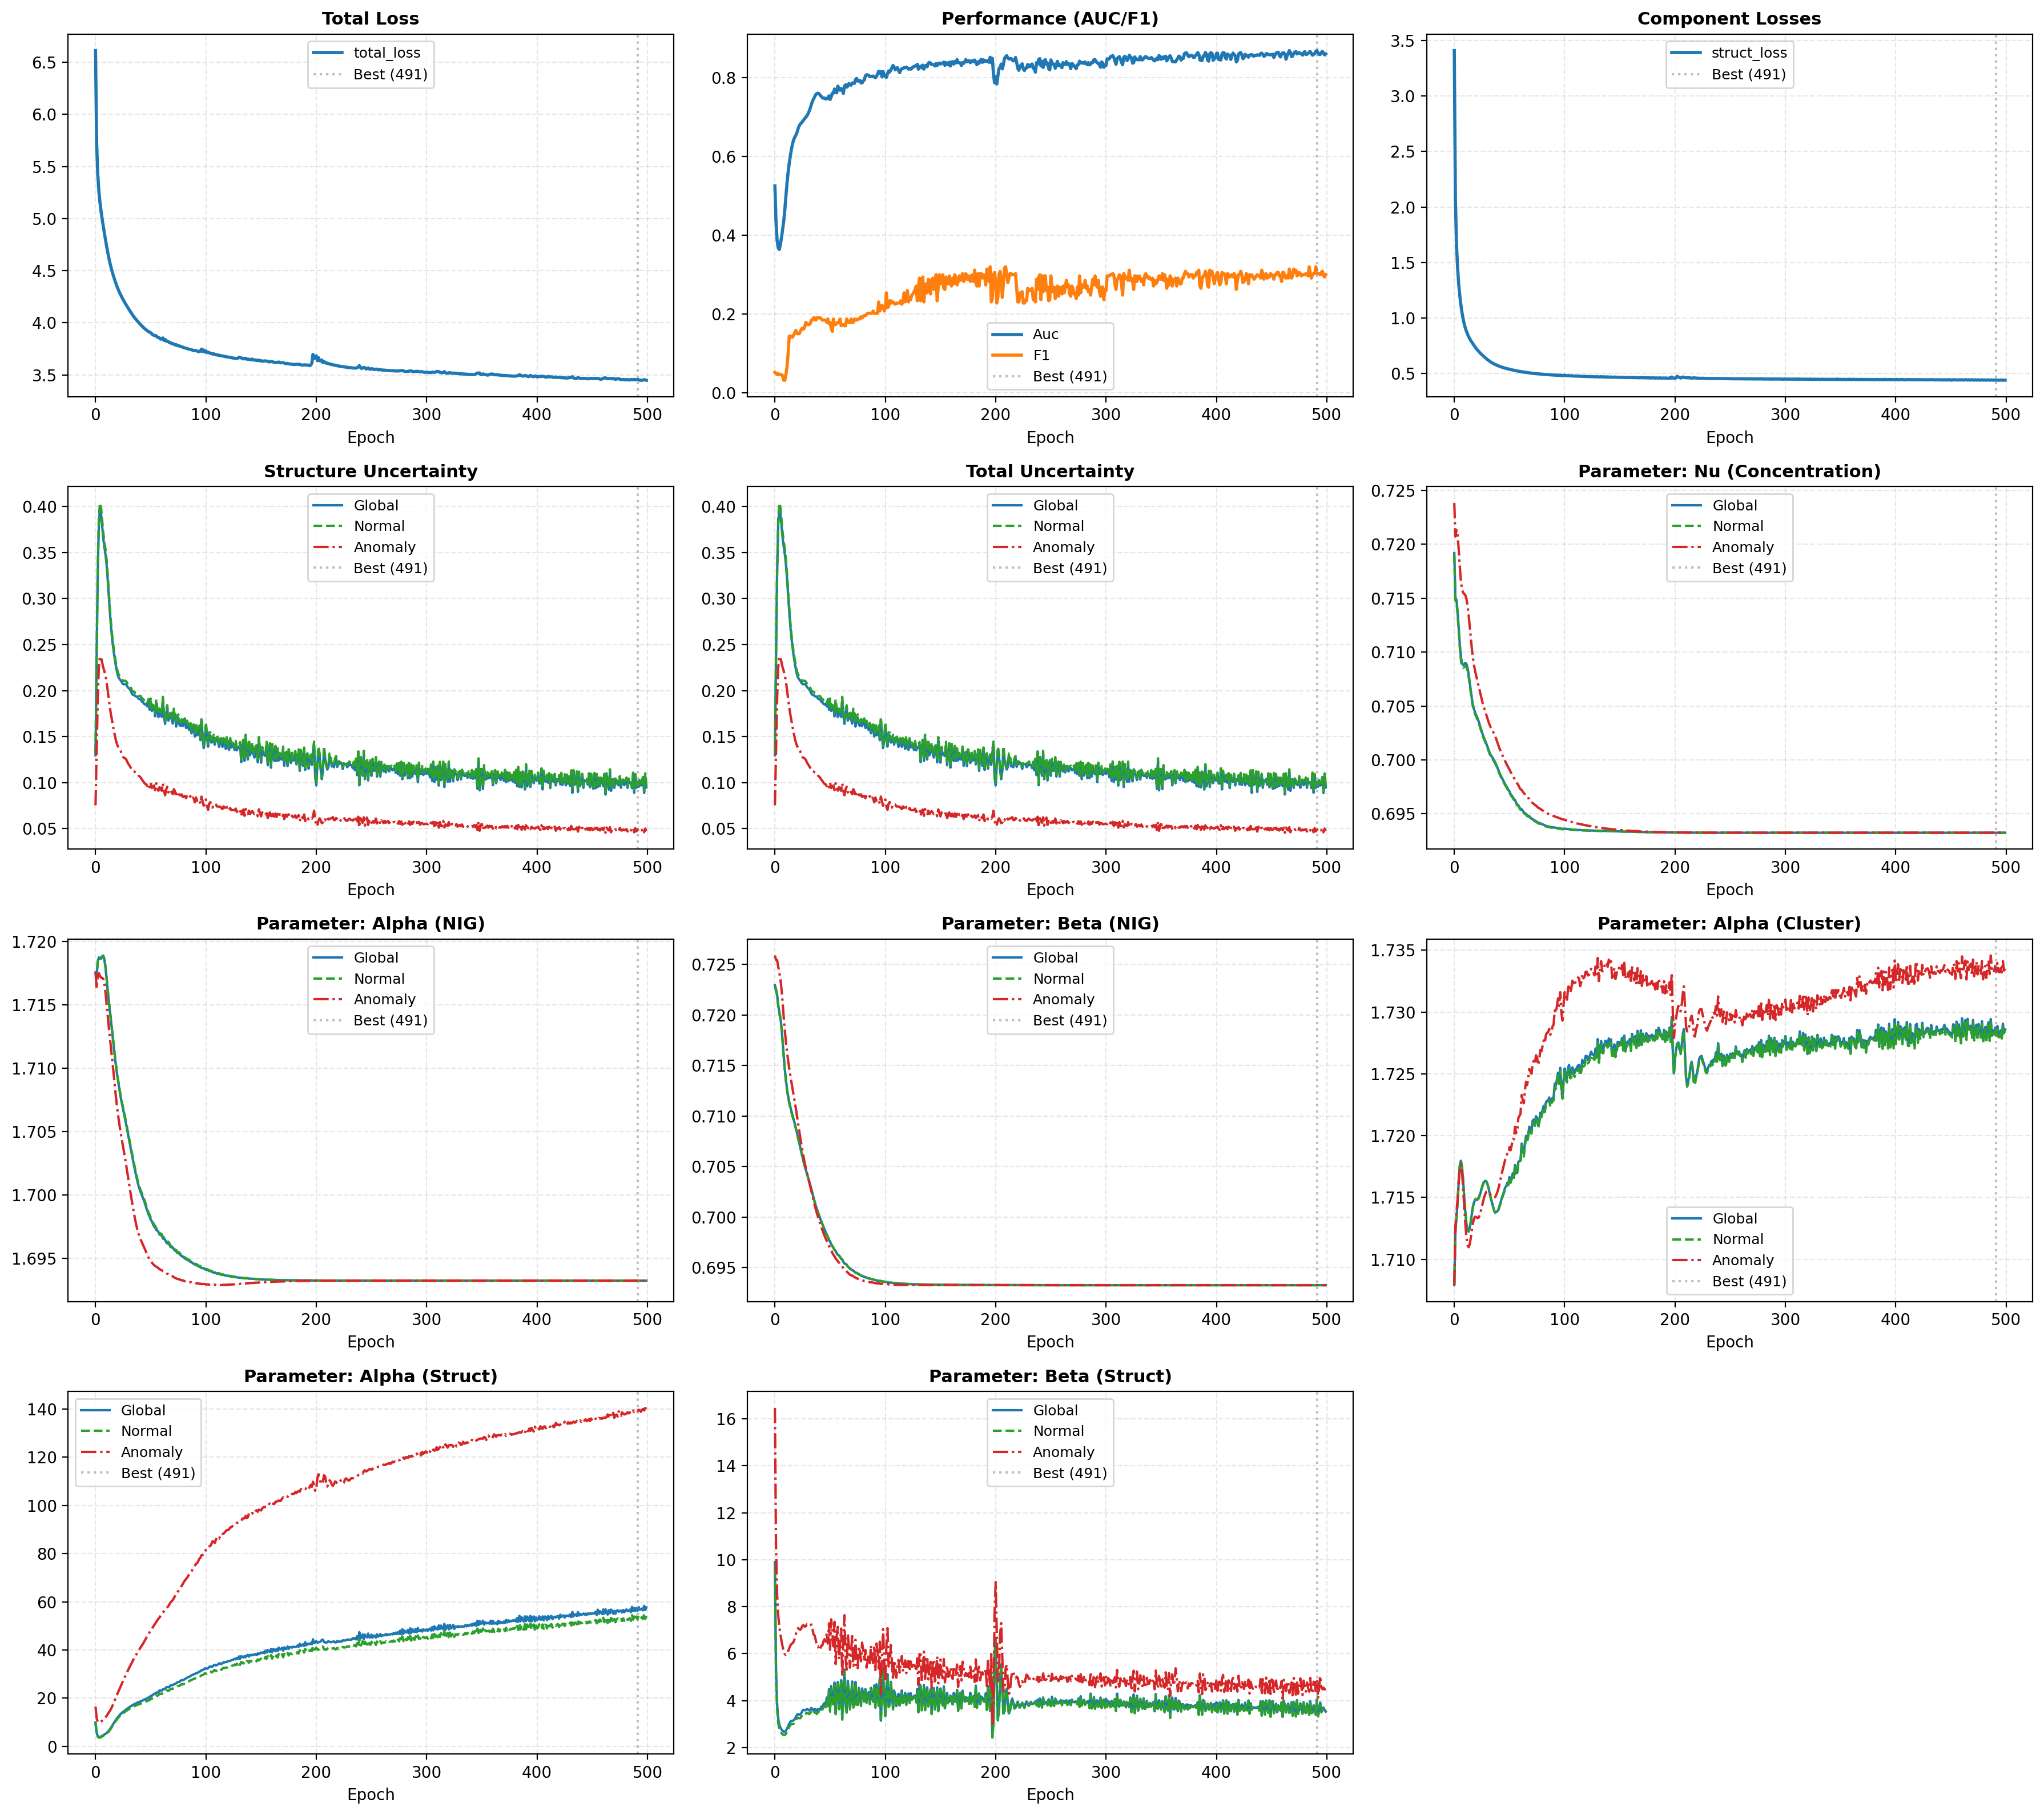 Total Loss
6.5
6.0
5.5
5.0
4.5
4.0
3.5
total_loss
Best (491)
0 100 200 300 400 500
Epoch
Performance (AUC/F1)
0.8
0.6
0.4
0.2
0.0
Auc
F1
Best (491)
0 100 200 300 400 500
Epoch
Component Losses
3.5
3.0
2.5
2.0
1.5
1.0
0.5
struct_loss
Best (491)
0 100 200 300 400 500
Epoch
Structure Uncertainty
0.40
0.35
0.30
0.25
0.20
0.15
0.10
0.05
Global
Normal
Anomaly
Best (491)
0 100 200 300 400 500
Epoch
Total Uncertainty
0.40
0.35
0.30
0.25
0.20
0.15
0.10
0.05
Global
Normal
Anomaly
Best (491)
0 100 200 300 400 500
Epoch
Parameter: Nu (Concentration)
0.725
0.720
0.715
0.710
0.705
0.700
0.695
Global
Normal
Anomaly
Best (491)
0 100 200 300 400 500
Epoch
Parameter: Alpha (NIG)
1.720
1.715
1.710
1.705
1.700
1.695
Global
Normal
Anomaly
Best (491)
0 100 200 300 400 500
Epoch
Parameter: Beta (NIG)
0.725
0.720
0.715
0.710
0.705
0.700
0.695
Global
Normal
Anomaly
Best (491)
0 100 200 300 400 500
Epoch
Parameter: Alpha (Cluster)
1.735
1.730
1.725
1.720
1.715
1.710
Global
Normal
Anomaly
Best (491)
0 100 200 300 400 500
Epoch
Parameter: Alpha (Struct)
140
120
100
80
60
40
20
0
Global
Normal
Anomaly
Best (491)
0 100 200 300 400 500
Epoch
Parameter: Beta (Struct)
16
14
12
10
8
6
4
2
Global
Normal
Anomaly
Best (491)
0 100 200 300 400 500
Epoch